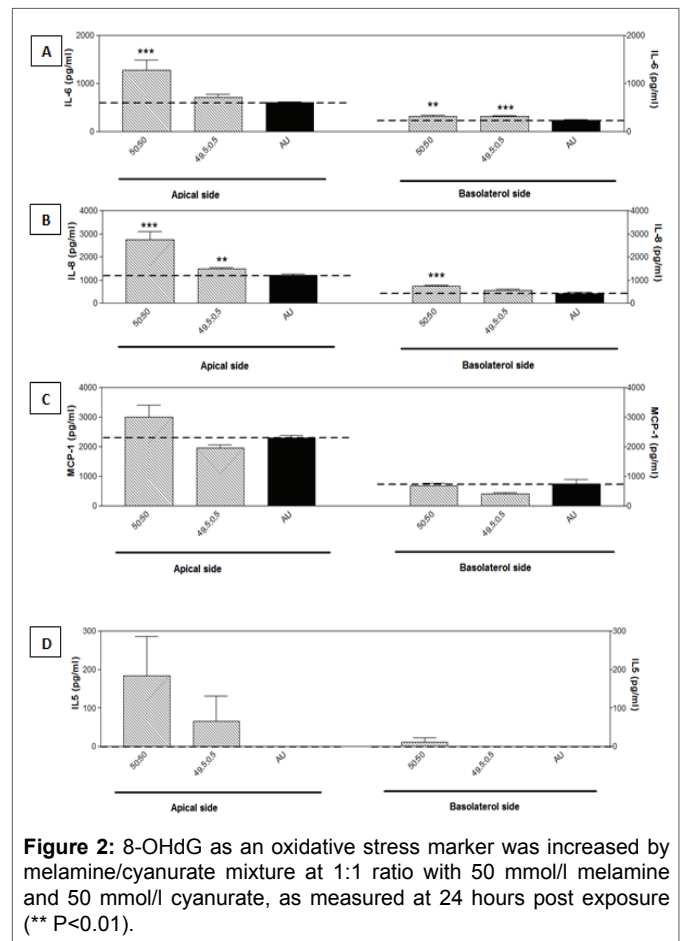 A
2000
1000
0
IL-6 (pg/ml)
***
50:50
49.5:0.5
AU
Apical side
**
***
50:50
49.5:0.5
AU
Basolaterol side
2000
1000
0
IL-6 (pg/ml)
B
4000
3000
2000
1000
0
IL-8 (pg/ml)
***
**
50:50
49.5:0.5
AU
Apical side
***
50:50
49.5:0.5
AU
Basolaterol side
4000
3000
2000
1000
0
IL-8 (pg/ml)
C
4000
3000
2000
1000
0
MCP-1 (pg/ml)
50:50
49.5:0.5
AU
Apical side
50:50
49.5:0.5
AU
Basolaterol side
4000
3000
2000
1000
0
MCP-1 (pg/ml)
D
300
200
100
0
IL5 (pg/ml)
50:50
49.5:0.5
AU
Apical side
50:50
49.5:0.5
AU
Basolaterol side
300
200
100
0
IL5 (pg/ml)
Figure 2: 8-OHdG as an oxidative stress marker was increased by
melamine/cyanurate mixture at 1:1 ratio with 50 mmol/l melamine
and 50 mmol/l cyanurate, as measured at 24 hours post exposure
(** P<0.01).